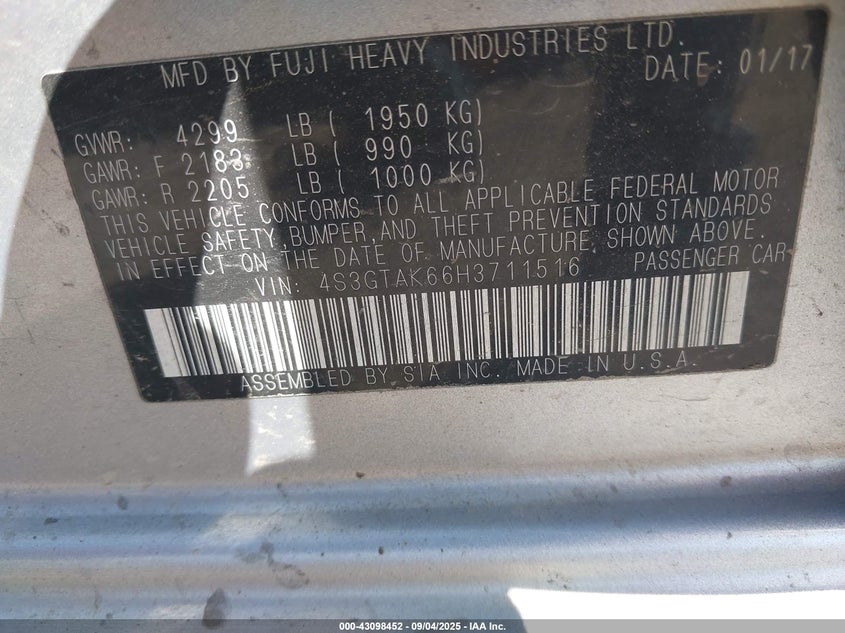 MFD BY FUJI HEAVY INDUSTRIES LTD.
DATE: 01/17
GVWR: 4299 LB ( 1950 KG)
GAWR: F 2183 LB ( 990 KG)
GAWR: R 2205 LB ( 1000 KG)
THIS VEHICLE CONFORMS TO ALL APPLICABLE FEDERAL MOTOR
VEHICLE SAFETY,BUMPER,AND THEFT PREVENTION STANDARDS
IN EFFECT ON THE DATE OF MANUFACTURE SHOWN ABOVE.
VIN: 4S3GTAK66H3711516 PASSENGER CAR
ASSEMBLED BY SIA INC. MADE IN U.S.A.
000-43098452 - 09/04/2025 - IAA Inc.